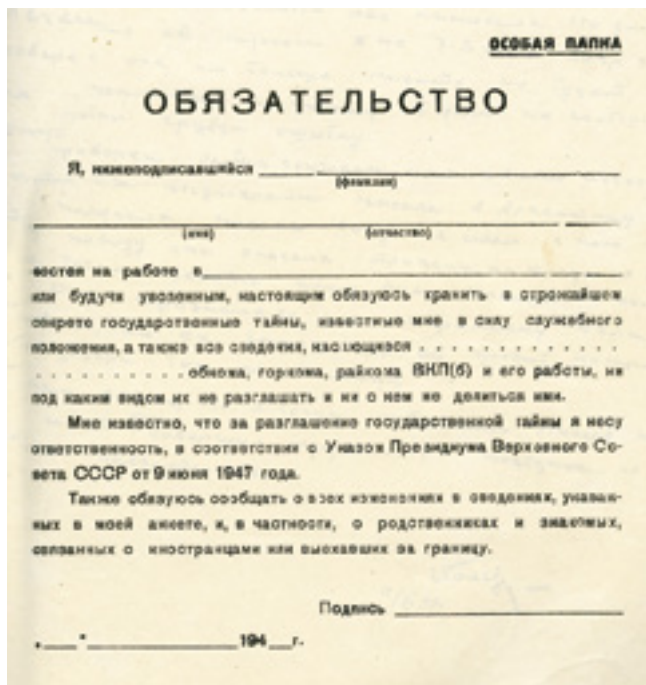 ОСОБАЯ ПАПКА
ОБЯЗАТЕЛЬСТВО
Я, нижеподписавшийся
(фамилия)
(имя) (отчество)
состоя на работе в
или будучи уволенным, настоящим обязуюсь хранить в строжайшем
секрете государственные тайны, известные мне в силу служебного
положения, а также все сведения, касающиеся . . . . . . . . . . . . .
. . . . . . . . . . обкома, горкома, райкома ВКП(б) и его работы, ни
под каким видом их не разглашать и ни с кем не делиться ими.
Мне известно, что за разглашение государственной тайны я несу
ответственность, в соответствии с Указом Президиума Верховного Со-
вета СССР от 9 июня 1947 года.
Также обязуюсь сообщать о всех изменениях в сведениях, указан-
ных в моей анкете, и, в частности, о родственниках и знакомых,
связанных с иностранцами или выехавших за границу.
Подпись
„ " 194 г.